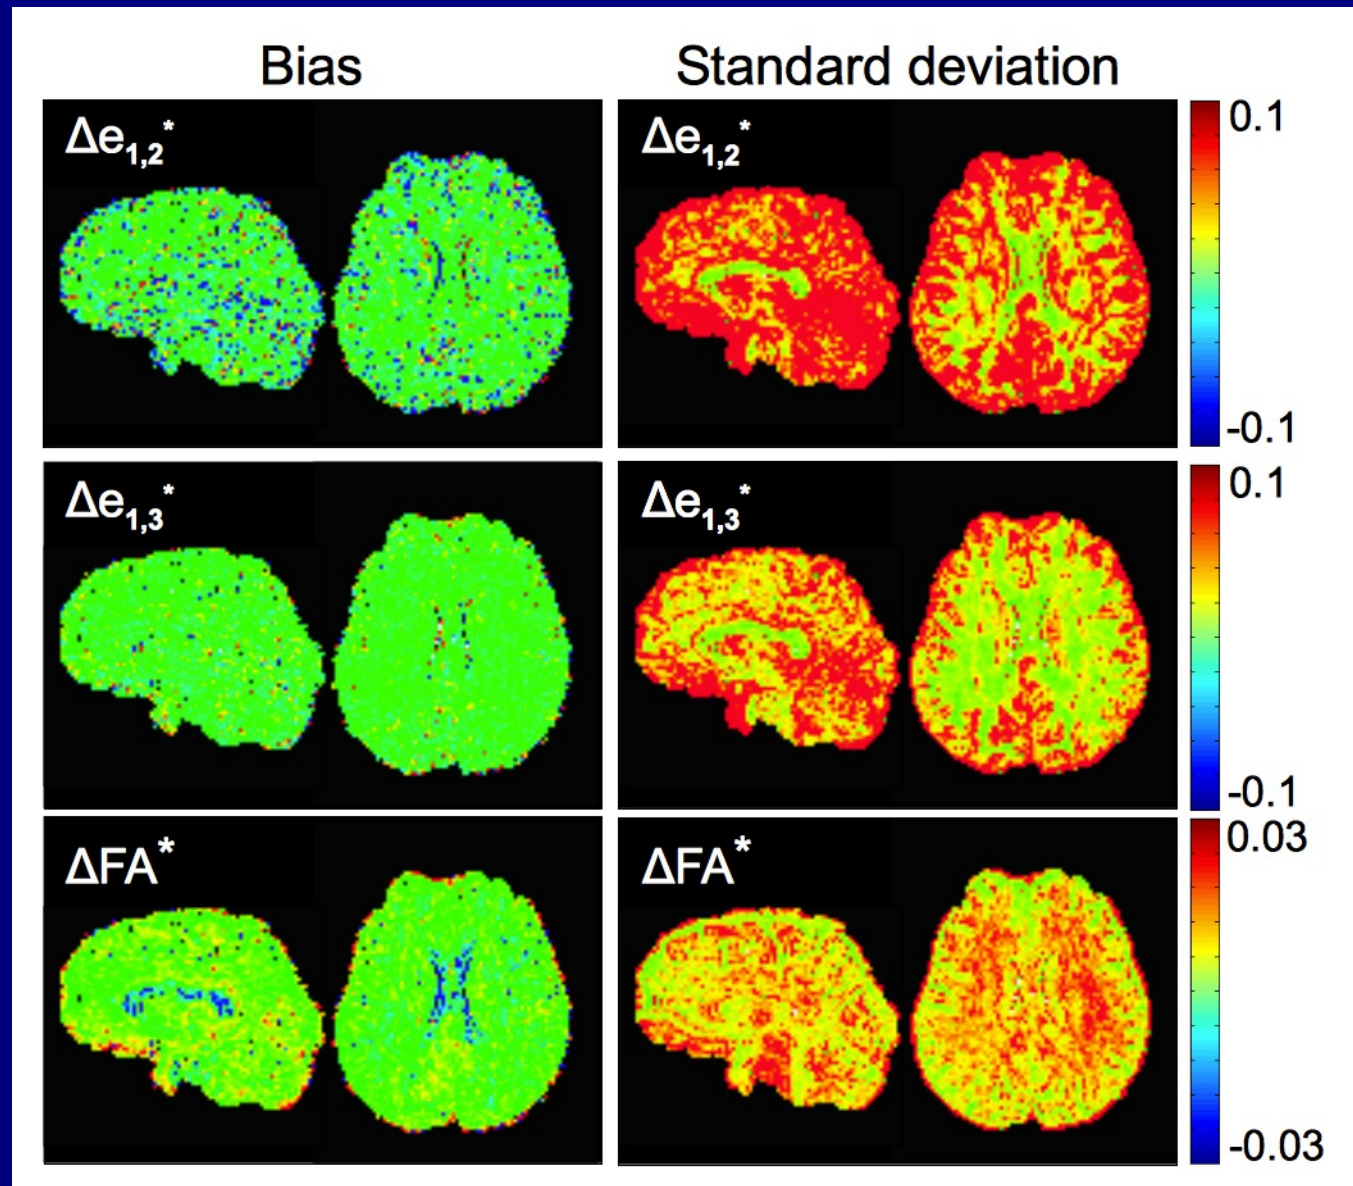 Bias Standard deviation
Δe1,2* Δe1,2* 0.1
-0.1
Δe1,3* Δe1,3* 0.1
-0.1
ΔFA* ΔFA* 0.03
-0.03